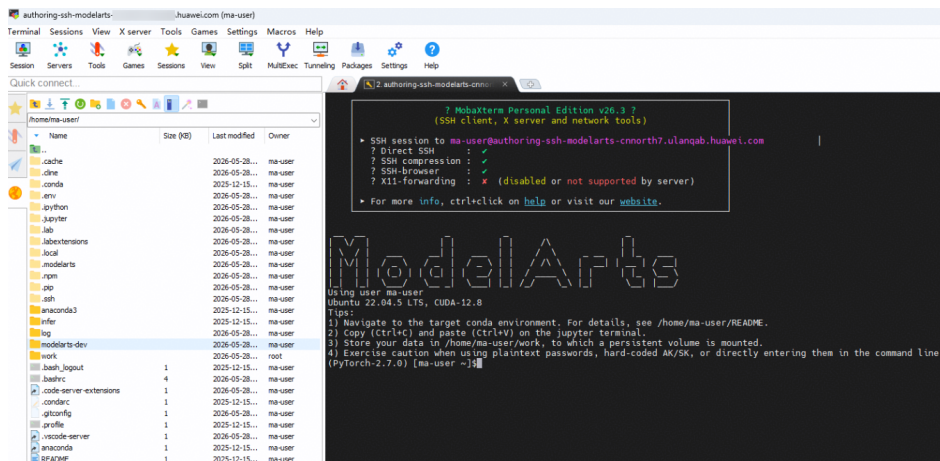 authoring-ssh-modelarts- .huawei.com (ma-user)
Terminal Sessions View X server Tools Games Settings Macros Help
Session Servers Tools Games Sessions View Split MultiExec Tunneling Packages Settings Help
Quick connect...
2. authoring-ssh-modelarts-cnno
/home/ma-user/
Name Size (KB) Last modified Owner
..
.cache 2026-05-28... ma-user
.cline 2026-05-28... ma-user
.conda 2025-12-15... ma-user
.env 2026-05-28... ma-user
.ipython 2026-05-28... ma-user
.jupyter 2026-05-28... ma-user
.lab 2026-05-28... ma-user
.labextensions 2026-05-28... ma-user
.local 2026-05-28... ma-user
.modelarts 2026-05-28... ma-user
.npm 2026-05-28... ma-user
.pip 2026-05-28... ma-user
.ssh 2026-05-28... ma-user
anaconda3 2025-12-15... ma-user
infer 2025-12-15... ma-user
log 2026-05-28... ma-user
modelarts-dev 2026-05-28... ma-user
work 2026-05-28... root
.bash_logout 1 2025-12-15... ma-user
.bashrc 4 2026-05-28... ma-user
.code-server-extensions 1 2026-05-28... ma-user
.condarc 1 2025-12-15... ma-user
.gitconfig 1 2025-12-15... ma-user
.profile 1 2025-12-15... ma-user
.vscode-server 1 2026-05-28... ma-user
anaconda 1 2025-12-15... ma-user
README 1 2025-12-15... ma-user
? MobaXterm Personal Edition v26.3 ?
(SSH client, X server and network tools)
► SSH session to ma-user@authoring-ssh-modelarts-cnnorth7.ulanqab.huawei.com
? Direct SSH : ✔
? SSH compression : ✔
? SSH-browser : ✔
? X11-forwarding : ✘ (disabled or not supported by server)
► For more info, ctrl+click on help or visit our website.
ModelArts
Using user ma-user
Ubuntu 22.04.5 LTS, CUDA-12.8
Tips:
1) Navigate to the target conda environment. For details, see /home/ma-user/README.
2) Copy (Ctrl+C) and paste (Ctrl+V) on the jupyter terminal.
3) Store your data in /home/ma-user/work, to which a persistent volume is mounted.
4) Exercise caution when using plaintext passwords, hard-coded AK/SK, or directly entering them in the command line
(PyTorch-2.7.0) [ma-user ~]$